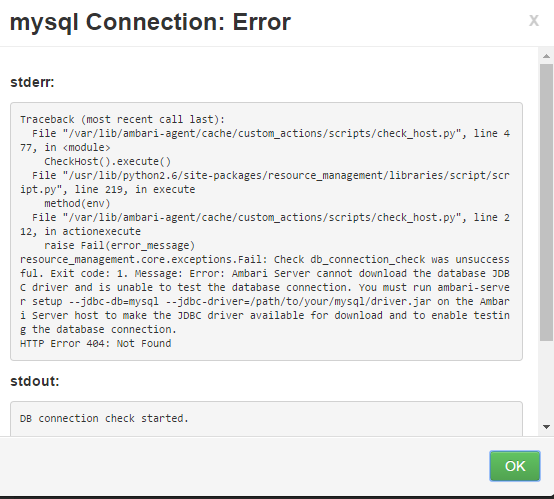 mysql Connection: Error
x
stderr:
Traceback (most recent call last):
  File "/var/lib/ambari-agent/cache/custom_actions/scripts/check_host.py", line 4
77, in <module>
    CheckHost().execute()
  File "/usr/lib/python2.6/site-packages/resource_management/libraries/script/scr
ipt.py", line 219, in execute
    method(env)
  File "/var/lib/ambari-agent/cache/custom_actions/scripts/check_host.py", line 2
12, in actionexecute
    raise Fail(error_message)
resource_management.core.exceptions.Fail: Check db_connection_check was unsuccess
ful. Exit code: 1. Message: Error: Ambari Server cannot download the database JDB
C driver and is unable to test the database connection. You must run ambari-serve
r setup --jdbc-db=mysql --jdbc-driver=/path/to/your/mysql/driver.jar on the Ambar
i Server host to make the JDBC driver available for download and to enable testin
g the database connection.
HTTP Error 404: Not Found
stdout:
DB connection check started.
OK